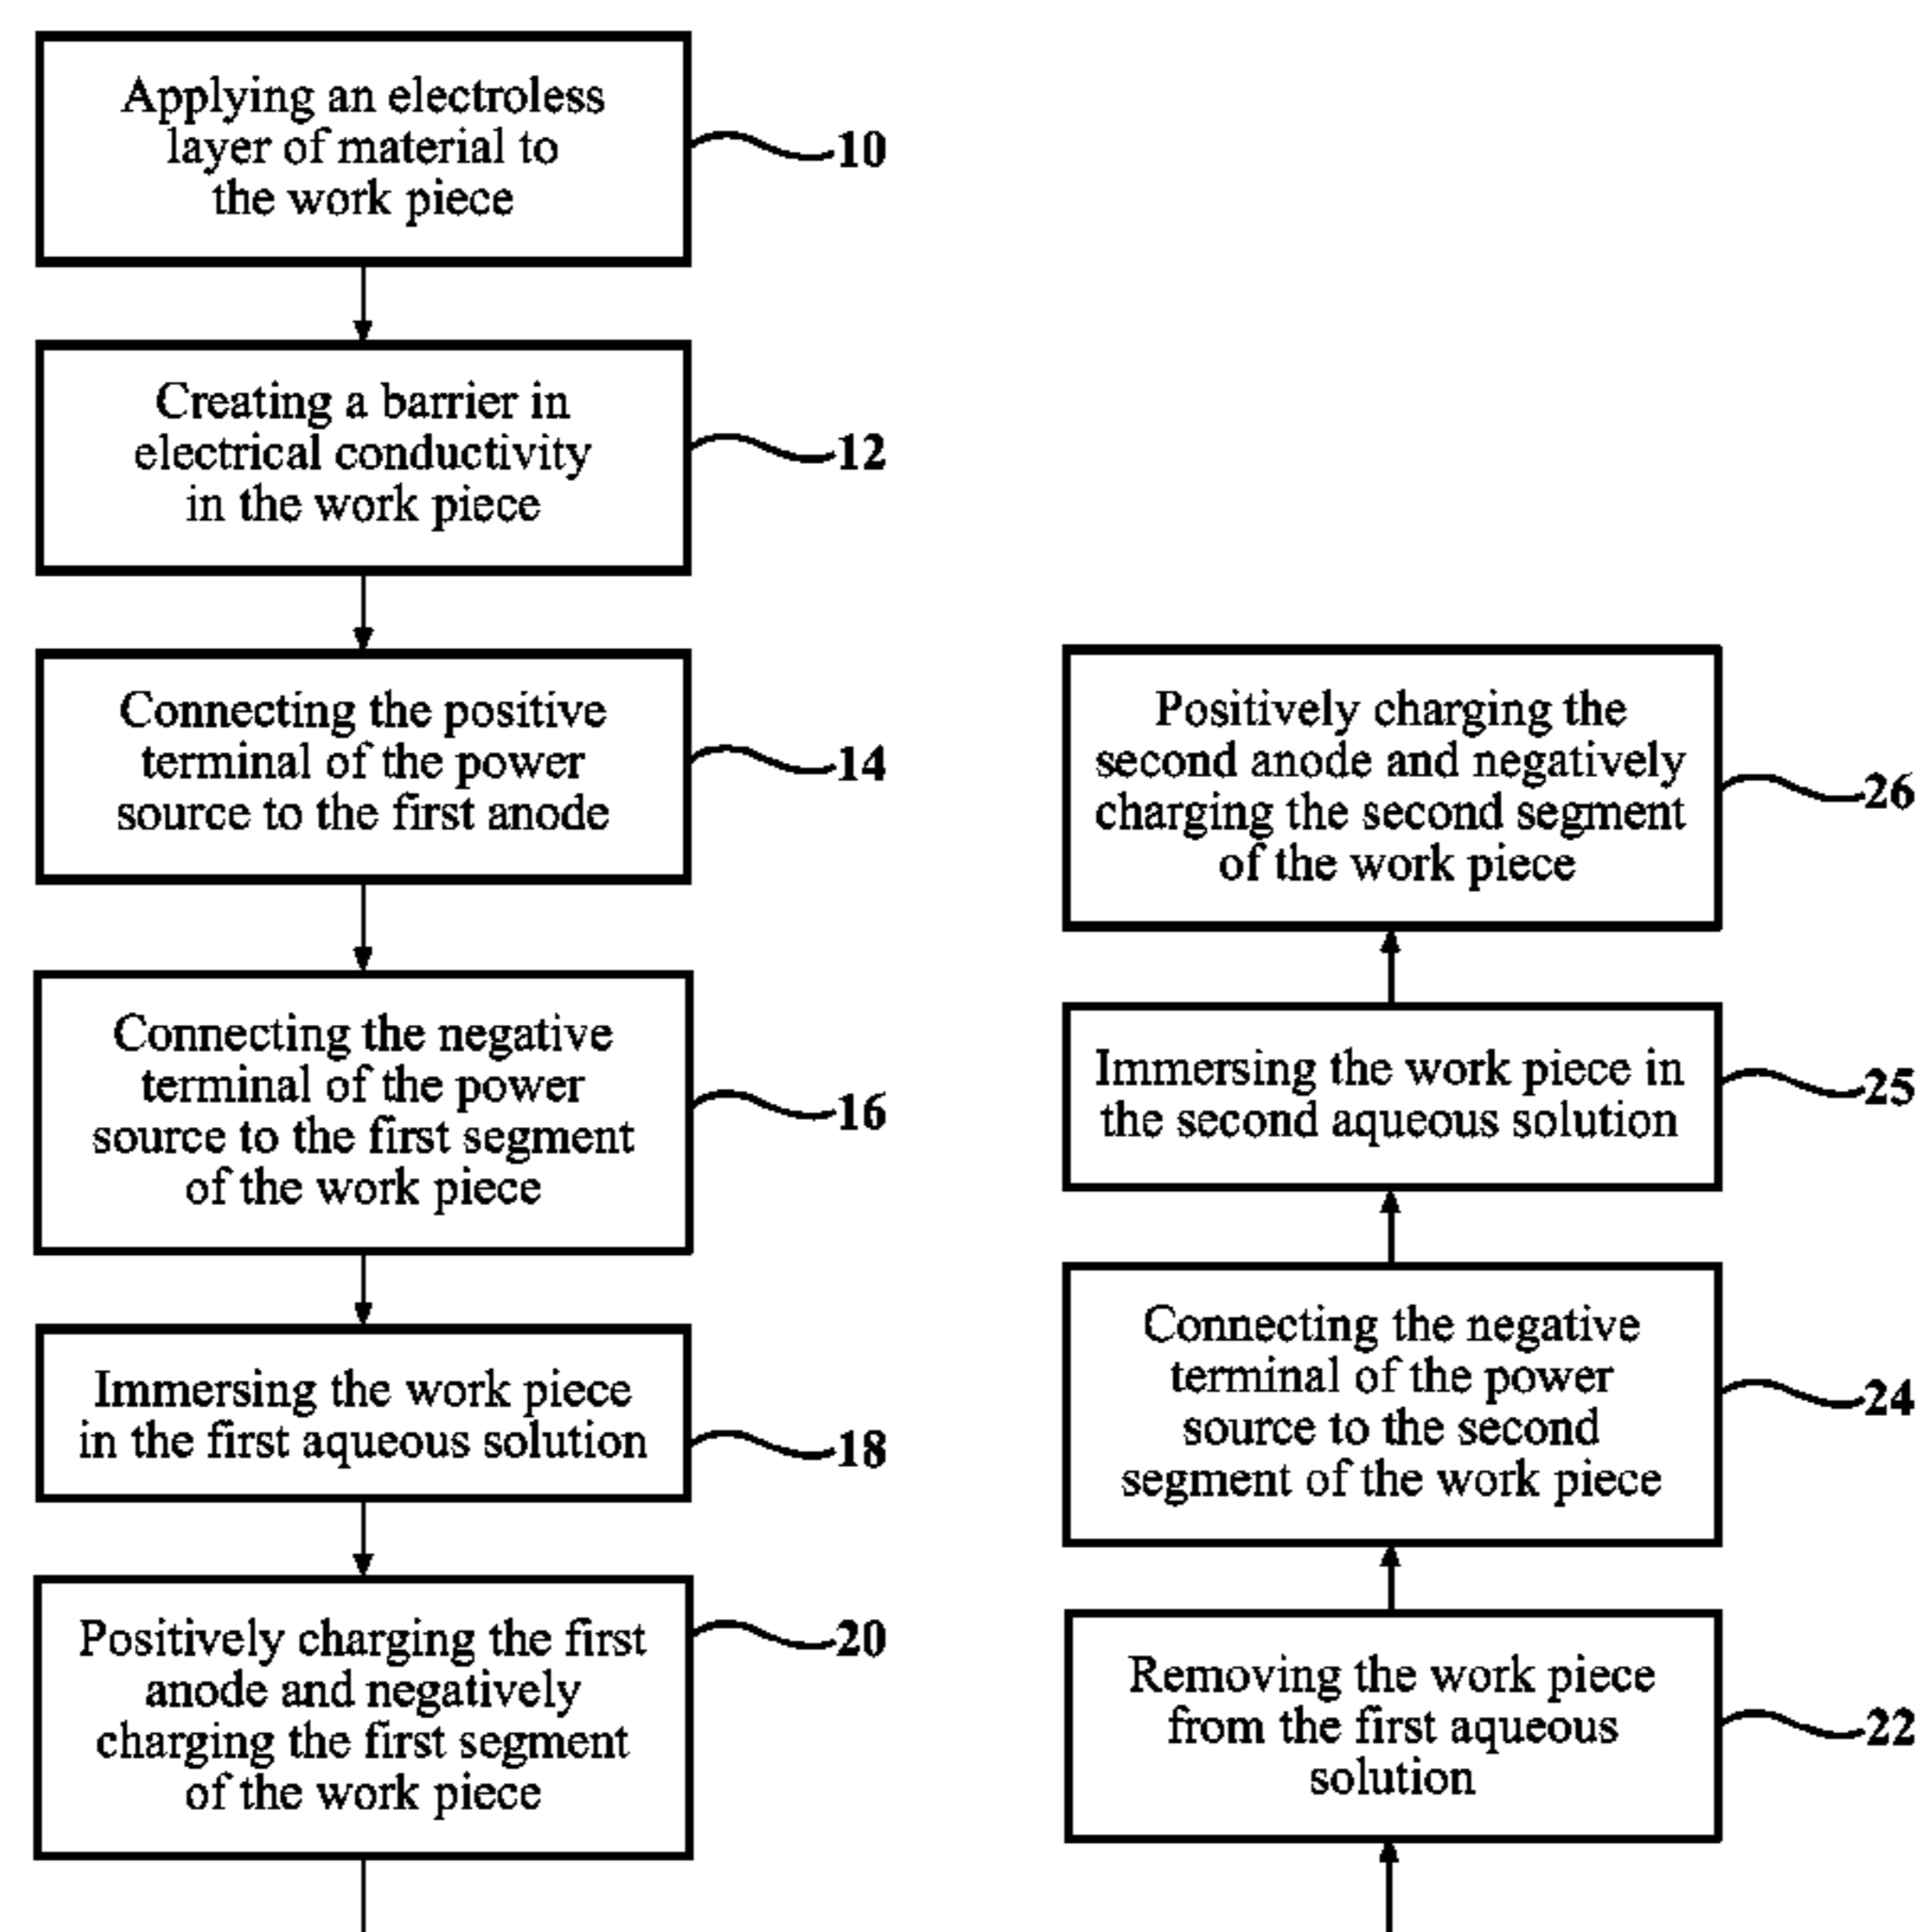 Applying an electroless
layer of material to
the work piece
10
Creating a barrier in
electrical conductivity
in the work piece
12
Connecting the positive
terminal of the power
source to the first anode
14
Connecting the negative
terminal of the power
source to the first segment
of the work piece
16
Immersing the work piece
in the first aqueous solution
18
Positively charging the first
anode and negatively
charging the first segment
of the work piece
20
Removing the work piece
from the first aqueous
solution
22
Connecting the negative
terminal of the power
source to the second
segment of the work piece
24
Immersing the work piece in
the second aqueous solution
25
Positively charging the
second anode and negatively
charging the second segment
of the work piece
26